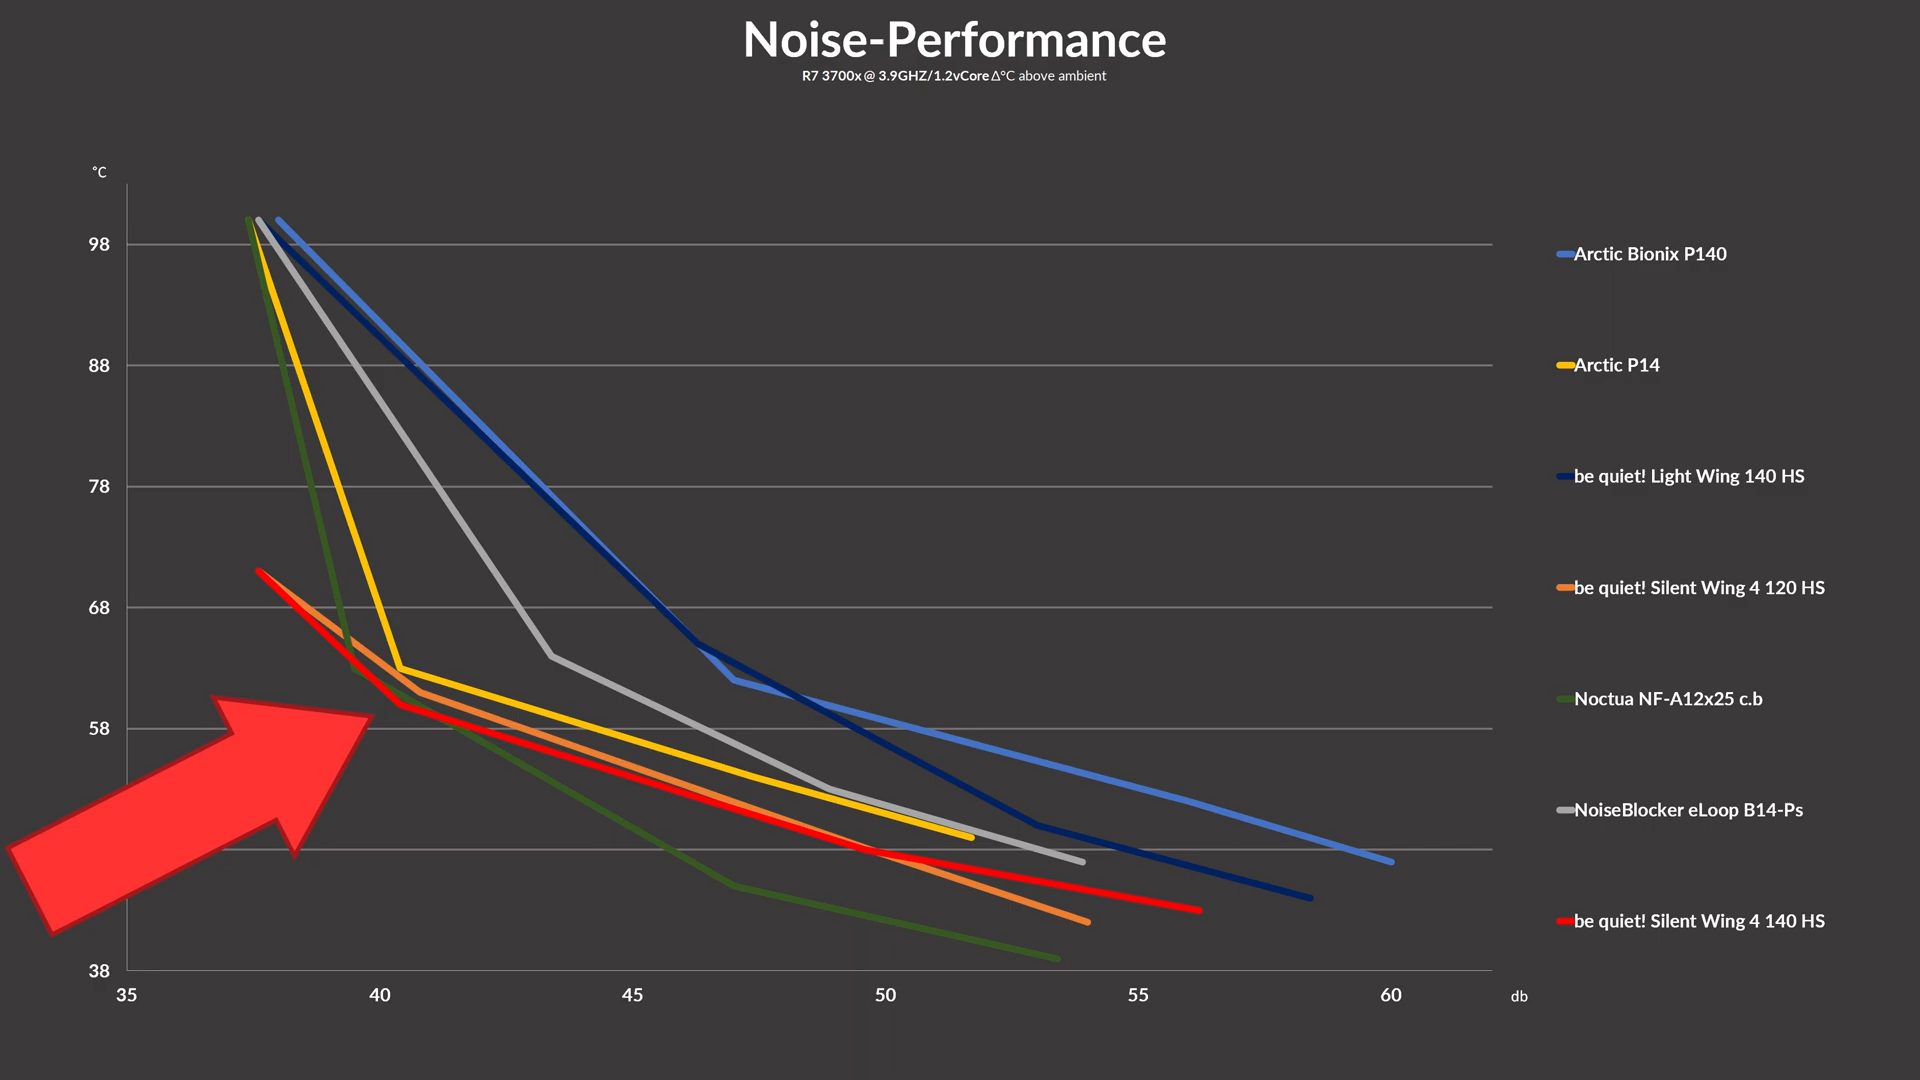 Noise-Performance
R7 3700x @ 3.9GHZ/1.2vCore Δ°C above ambient
°C
98
88
78
68
58
38
35 40 45 50 55 60 db
Arctic Bionix P140
Arctic P14
be quiet! Light Wing 140 HS
be quiet! Silent Wing 4 120 HS
Noctua NF-A12x25 c.b
NoiseBlocker eLoop B14-Ps
be quiet! Silent Wing 4 140 HS